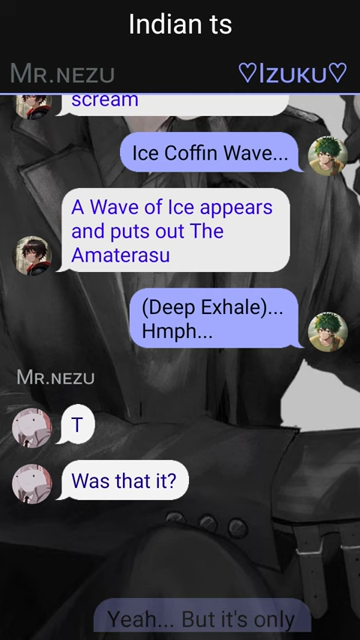 Indian ts
Mr.nezu
♡Izuku♡
scream
Ice Coffin Wave...
A Wave of Ice appears
and puts out The
Amaterasu
(Deep Exhale)...
Hmph...
Mr.nezu
T
Was that it?
Yeah... But it's only